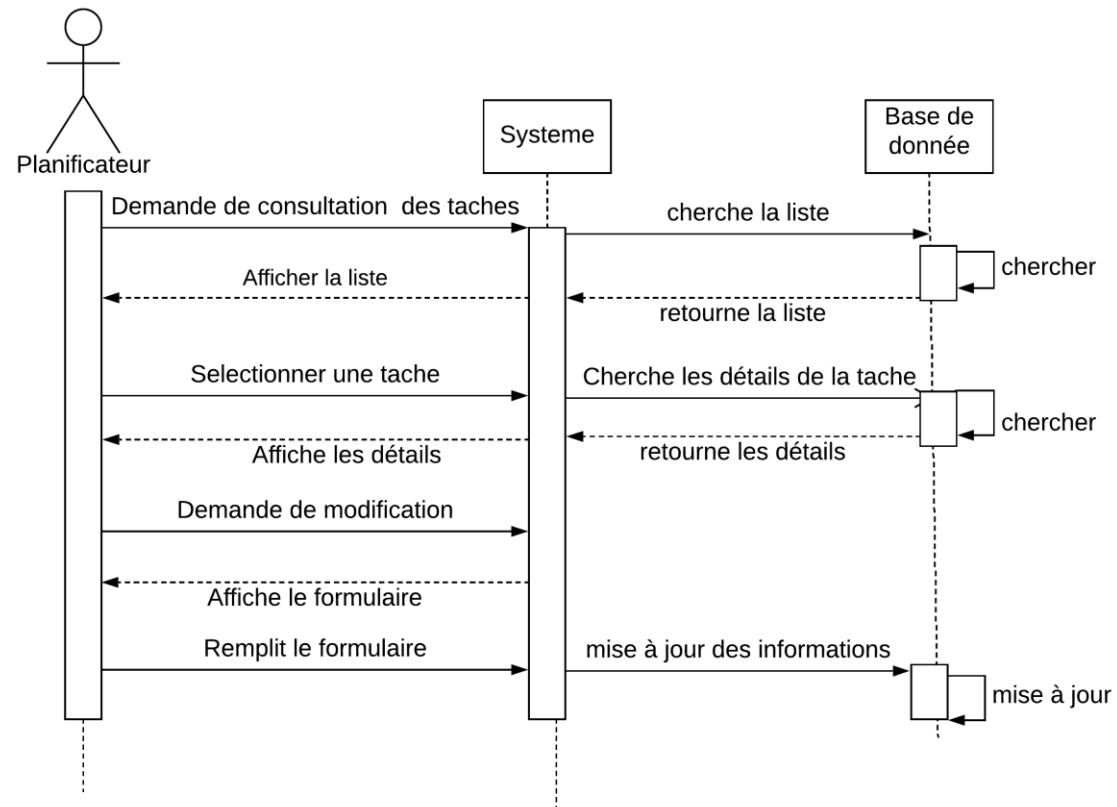 Planificateur
Systeme
Base de
donnée
Demande de consultation des taches
cherche la liste
chercher
Afficher la liste
retourne la liste
Selectionner une tache
Cherche les détails de la tache
chercher
Affiche les détails
retourne les détails
Demande de modification
Affiche le formulaire
Remplit le formulaire
mise à jour des informations
mise à jour